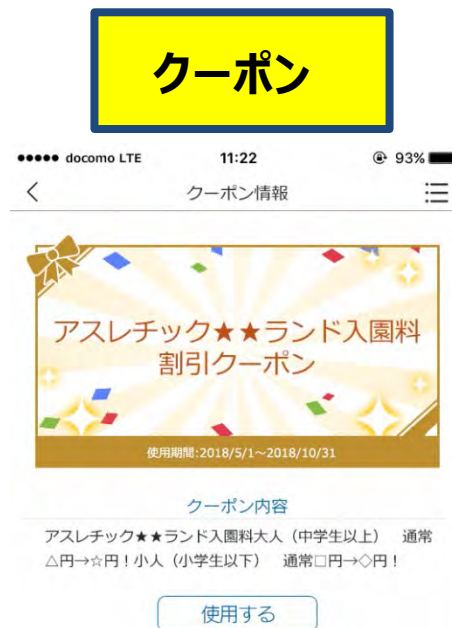 クーポン
docomo LTE 11:22 93%
クーポン情報
アスレチック★★ランド入園料
割引クーポン
使用期間:2018/5/1～2018/10/31
クーポン内容
アスレチック★★ランド入園料大人（中学生以上）　通常
△円→☆円！小人（小学生以下）　通常□円→◇円！
使用する